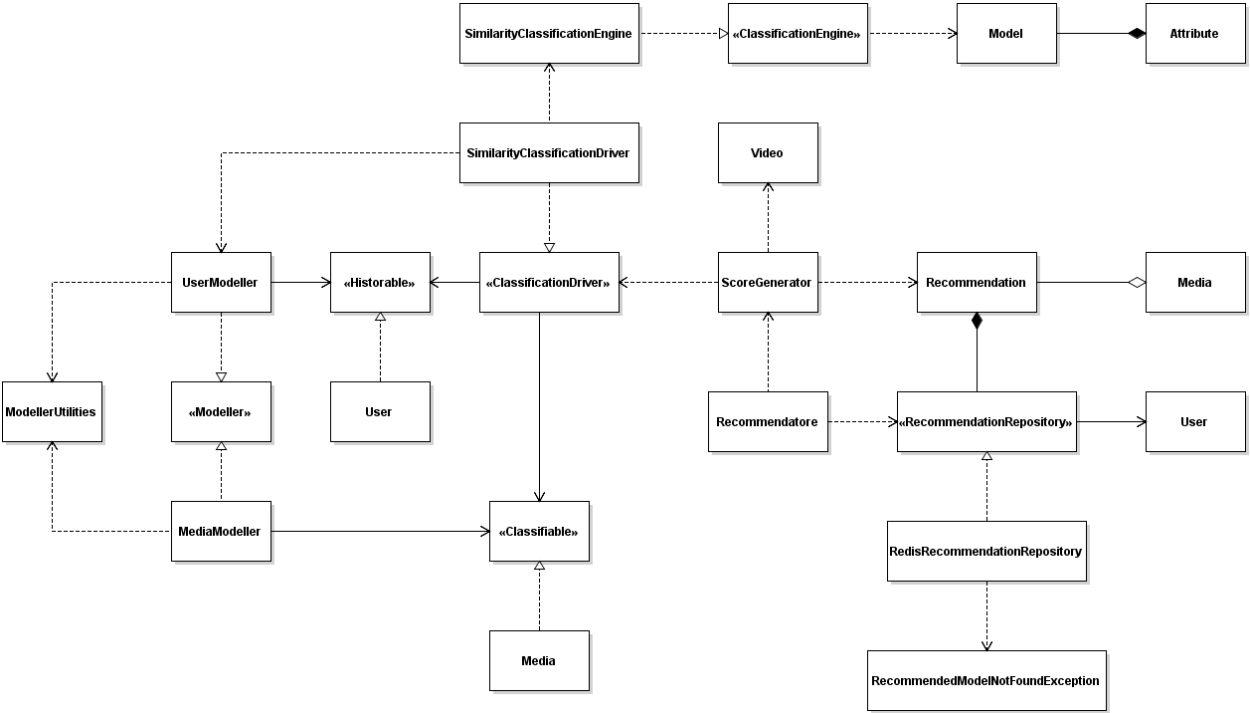 SimilarityClassificationEngine
«ClassificationEngine»
Model
Attribute
SimilarityClassificationDriver
Video
UserModeller
«Historable»
«ClassificationDriver»
ScoreGenerator
Recommendation
Media
ModellerUtilities
«Modeller»
User
Recommendatore
«RecommendationRepository»
User
MediaModeller
«Classifiable»
RedisRecommendationRepository
Media
RecommendedModelNotFoundException